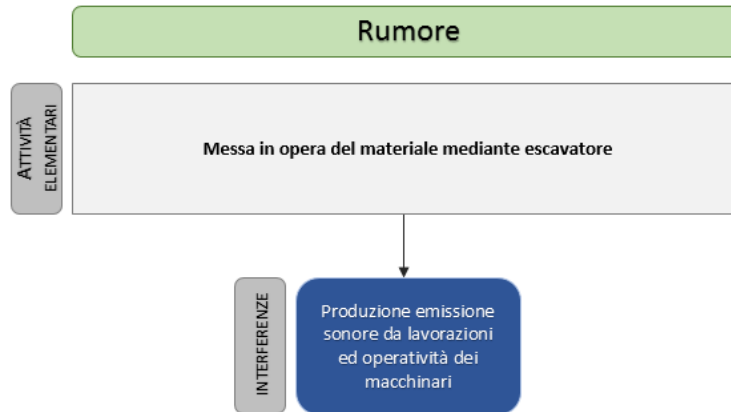 Rumore
ATTIVITÀ
ELEMENTARI
Messa in opera del materiale mediante escavatore
INTERFERENZE
Produzione emissione
sonore da lavorazioni
ed operatività dei
macchinari